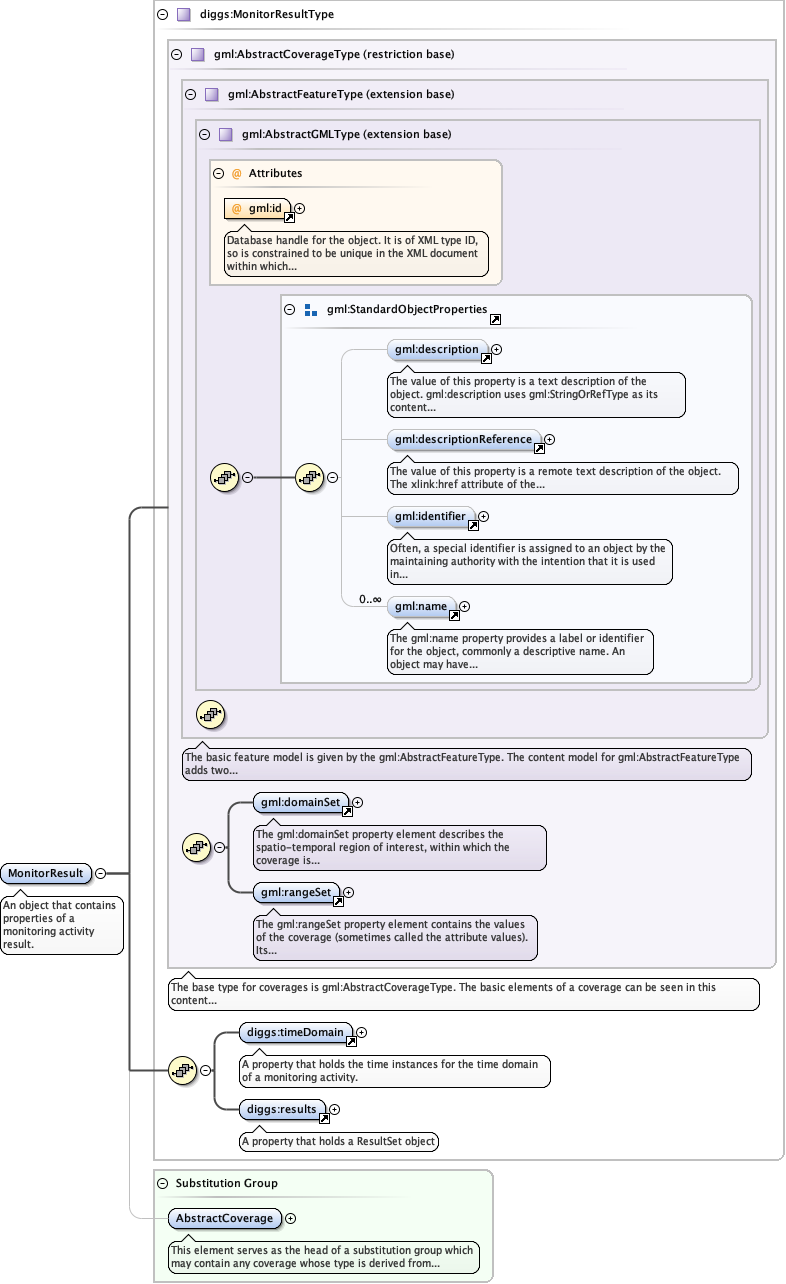 diggs:MonitorResultType
gml:AbstractCoverageType (restriction base)
gml:AbstractFeatureType (extension base)
gml:AbstractGMLType (extension base)
@ Attributes
@ gml:id
Database handle for the object. It is of XML type ID,
so is constrained to be unique in the XML document
within which...
gml:StandardObjectProperties
gml:description
The value of this property is a text description of the
object. gml:description uses gml:StringOrRefType as its
content...
gml:descriptionReference
The value of this property is a remote text description of the object.
The xlink:href attribute of the...
gml:identifier
Often, a special identifier is assigned to an object by the
maintaining authority with the intention that it is used
in...
0..∞
gml:name
The gml:name property provides a label or identifier
for the object, commonly a descriptive name. An
object may have...
The basic feature model is given by the gml:AbstractFeatureType. The content model for gml:AbstractFeatureType
adds two...
gml:domainSet
The gml:domainSet property element describes the
spatio-temporal region of interest, within which the
coverage is...
gml:rangeSet
The gml:rangeSet property element contains the values
of the coverage (sometimes called the attribute values).
Its...
MonitorResult
An object that contains
properties of a
monitoring activity
result.
The base type for coverages is gml:AbstractCoverageType. The basic elements of a coverage can be seen in this
content...
diggs:timeDomain
A property that holds the time instances for the time domain
of a monitoring activity.
diggs:results
A property that holds a ResultSet object
Substitution Group
AbstractCoverage
This element serves as the head of a substitution group which
may contain any coverage whose type is derived from...